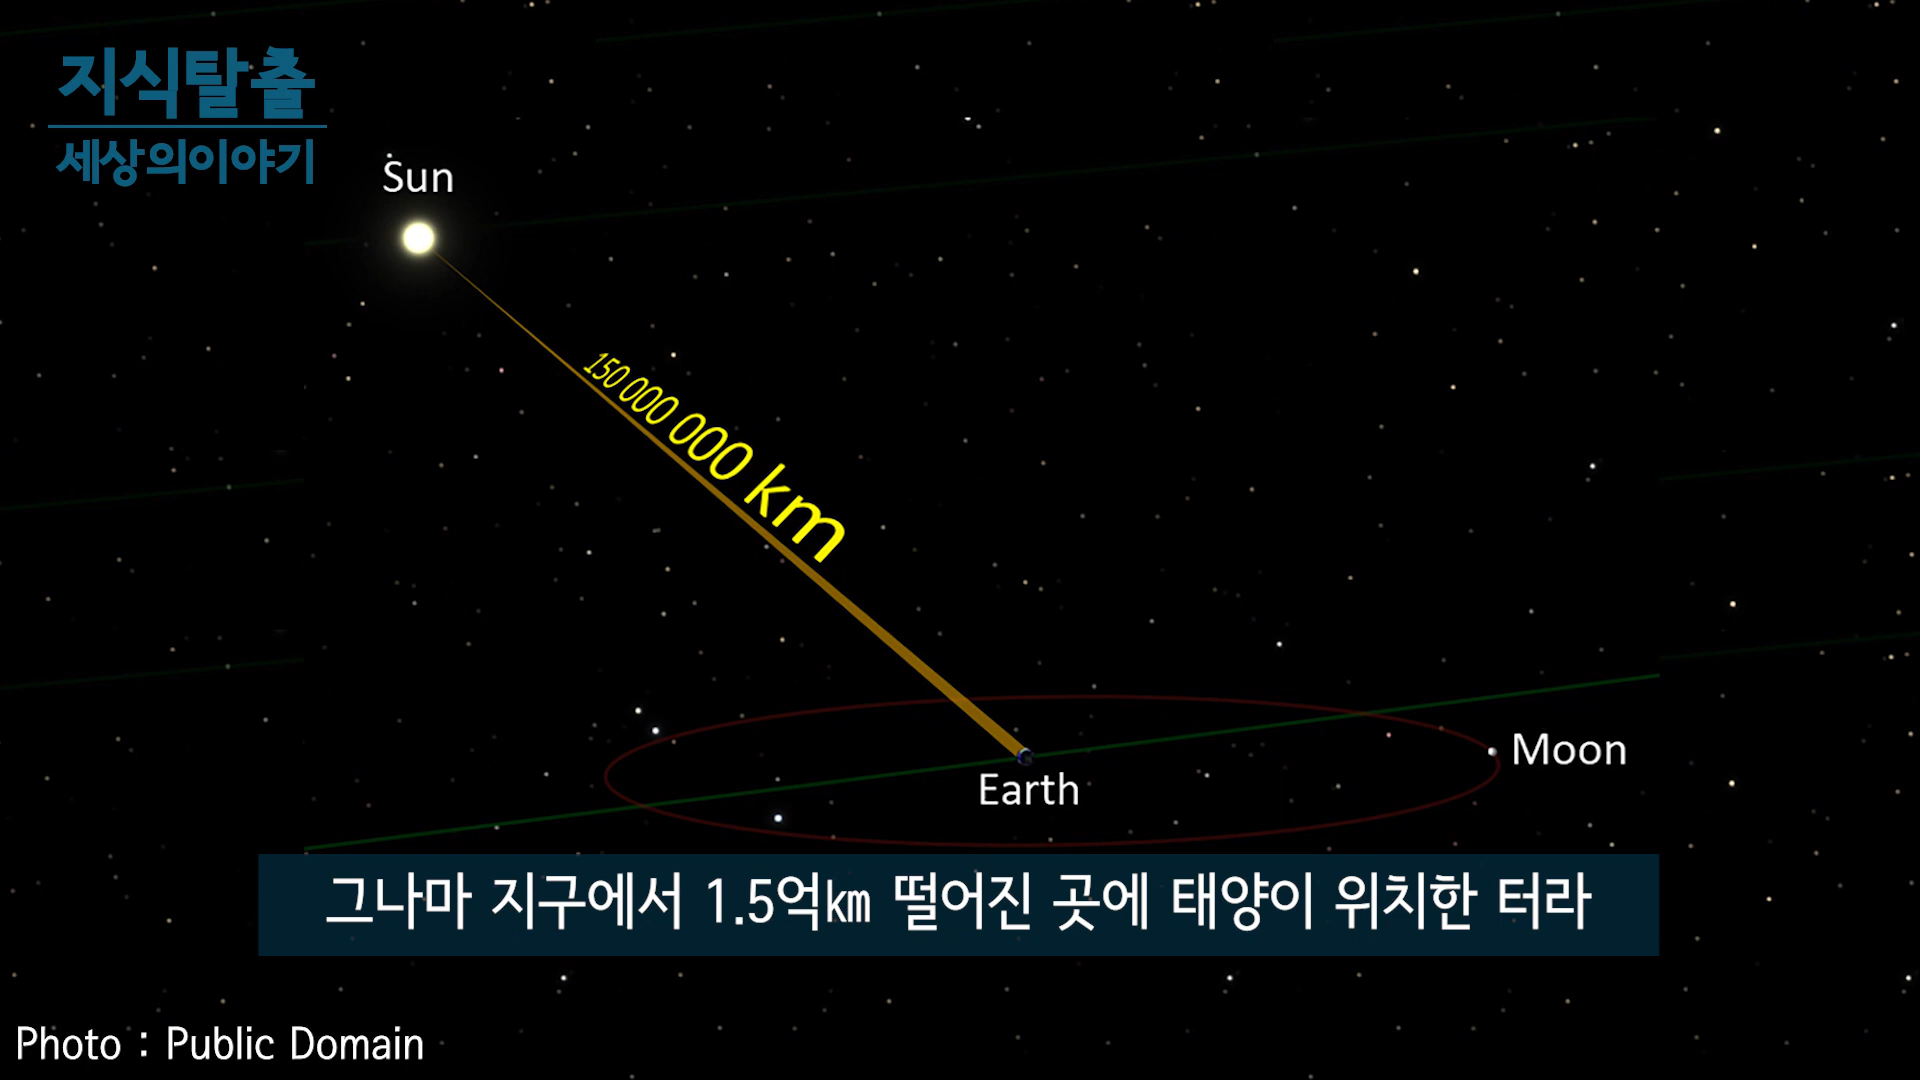 지식탈출
세상의이야기
Sun
150 000 000 km
Moon
Earth
그나마 지구에서 1.5억㎞ 떨어진 곳에 태양이 위치한 터라
Photo : Public Domain